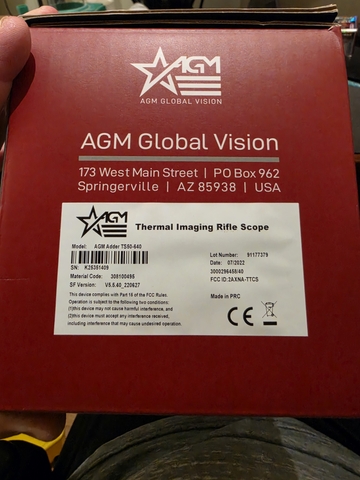 AGM
AGM GLOBAL VISION
AGM Global Vision
173 West Main Street | PO Box 962
Springerville | AZ 85938 | USA
AGM
Thermal Imaging Rifle Scope
Model: AGM Adder TS50-640
SN: K26351409
Material Code: 308100495
SF Version: V5.5.40_220627
Lot Number: 91177379
Date: 07/2022
3000296456/40
FCC ID:2AXNA-TTCS
This device complies with Part 15 of the FCC Rules.
Operation is subject to the following two conditions:
(1)this device may not cause harmful interference, and
(2)this device must accept any interference received,
including interference that may cause undesired operation.
Made in PRC
CE